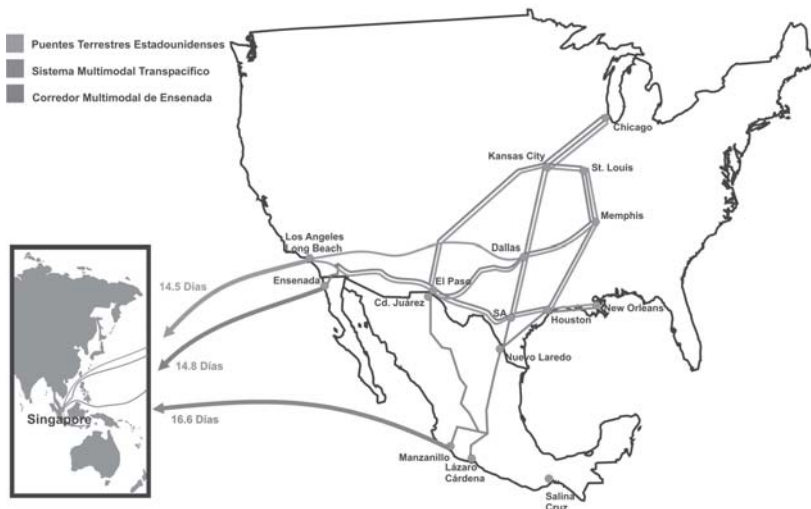 Puentes Terrestres Estadounidenses
Sistema Multimodal Transpacífico
Corredor Multimodal de Ensenada
Chicago
Kansas City
St. Louis
Memphis
Los Angeles
Long Beach
Dallas
Ensenada
El Paso
14.5 Días
Cd. Juárez
SA
Houston
New Orleans
14.8 Días
Nuevo Laredo
Singapore
16.6 Días
Manzanillo
Lázaro
Cárdena
Salina
Cruz